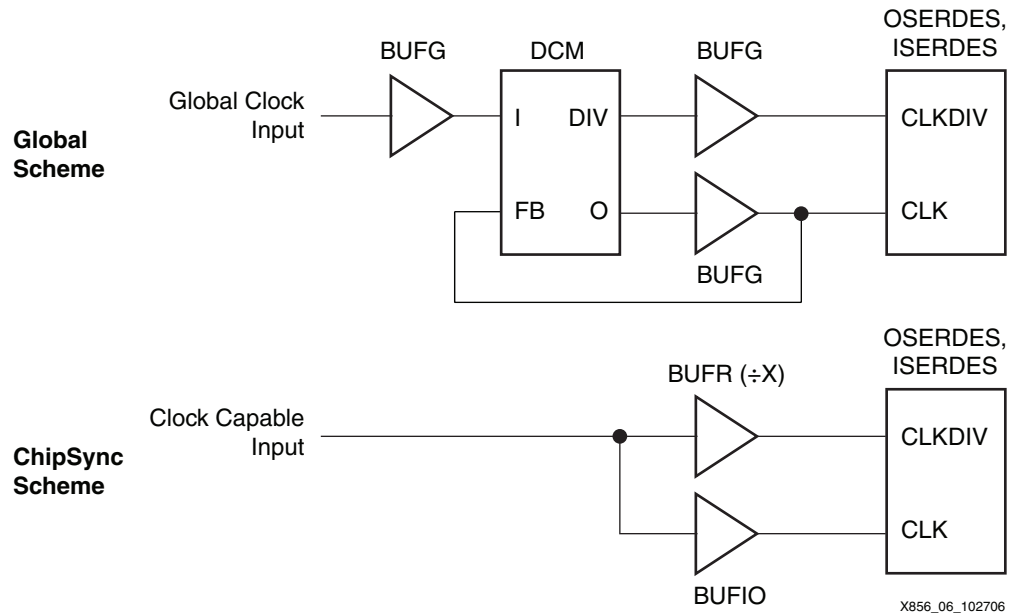 OSERDES,
ISERDES
BUFG
DCM
BUFG
Global Clock
Input
I
DIV
CLKDIV
Global
Scheme
FB
O
CLK
BUFG
OSERDES,
ISERDES
BUFR (÷X)
Clock Capable
Input
CLKDIV
ChipSync
Scheme
CLK
BUFIO
X856_06_102706